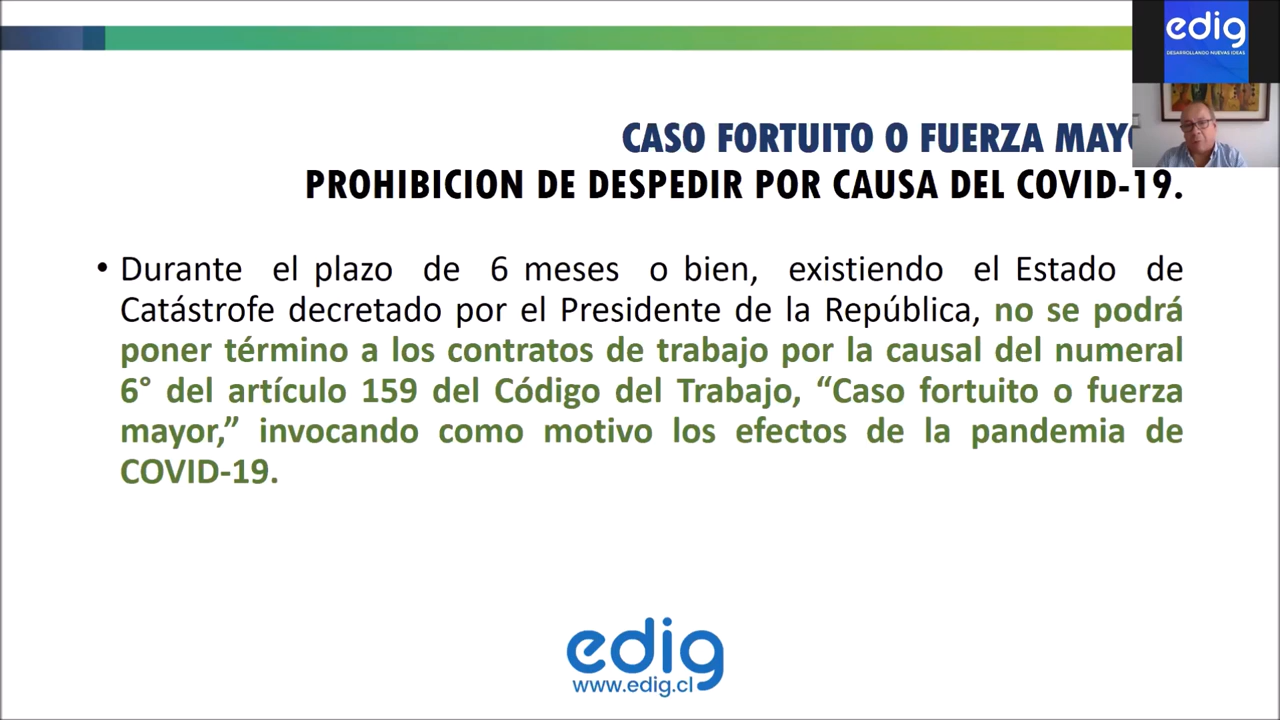 edig
DESARROLLANDO NUEVAS IDEAS
CASO FORTUITO O FUERZA
PROHIBICION DE DESPEDIR POR CAUSA DEL COVID-19.
• Durante el plazo de 6 meses o bien, existiendo el Estado de
Catástrofe decretado por el Presidente de la República, no se podrá
poner término a los contratos de trabajo por la causal del numeral
6° del artículo 159 del Código del Trabajo, “Caso fortuito o fuerza
mayor,” invocando como motivo los efectos de la pandemia de
COVID-19.
edig
www.edig.cl